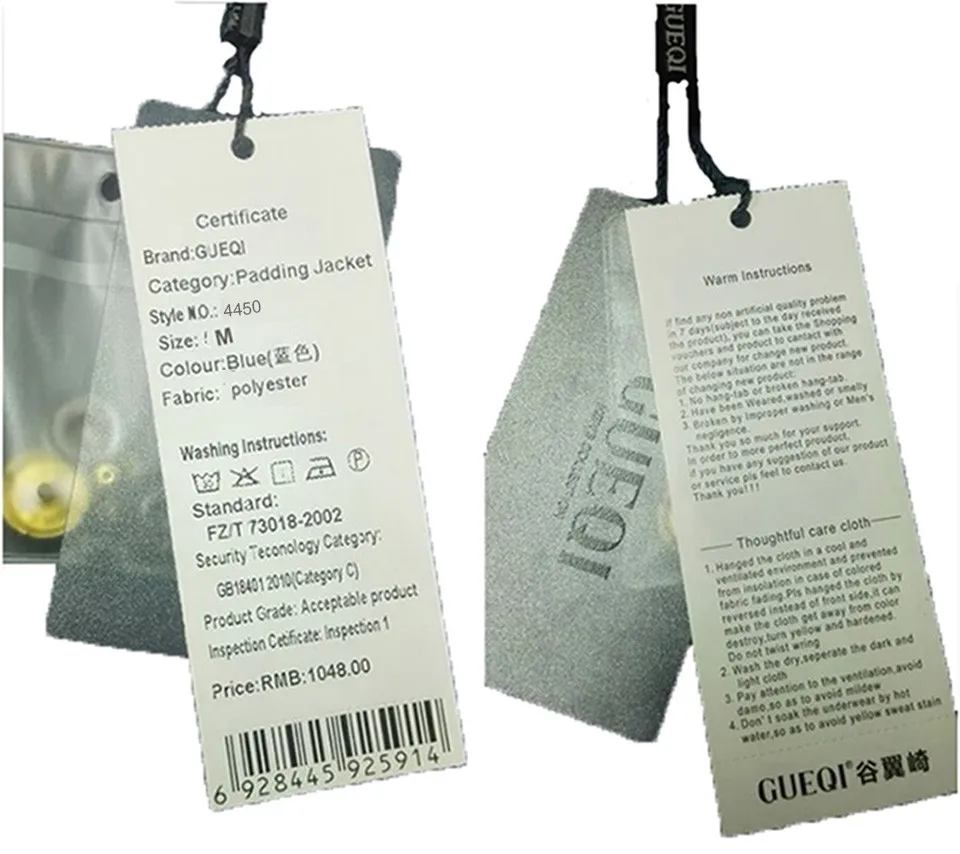 Certificate
Brand:GUEQI
Category:Padding Jacket
Style N.O.: 4450
Size: M
Colour:Blue(蓝色)
Fabric: polyester
Washing Instructions:
P
Standard:
FZ/T 73018-2002
Security Teconology Category:
GB18401 2010(Category C)
Product Grade: Acceptable product
Inspection Cetificate: Inspection 1
Price:RMB:1048.00
6 928445 925914
GUEQI
GUEQI
Warm Instructions
if find any non artificial quality problem
in 7 days(subject to the day received
the product), you can take the Shopping
vouchers and product to cantact with
our company for change new product.
The below situation are not in the range
of changing new product:
1. No hang-tab or broken hang-tab.
2. Have been Weared,washed or smelly
3. Broken by Improper washing or Men's
negligence.
Thank you so much for your support.
In order to more perfect prouduct,
if you have any suggestion of our product
or service pls feel to contact us.
Thank you!!!
Thoughtful care cloth
1. Hanged the cloth in a cool and
ventilated environment and prevented
from insolation in case of colored
fabric fading.Pls hanged the cloth by
reversed instead of front side,it can
make the cloth get away from color
destroy,turn yellow and hardened.
Do not twist wring
2. Wash the dry,seperate the dark and
light cloth
3. Pay attention to the ventilation,avoid
damo,so as to avoid mildew
4. Don't soak the underwear by hot
water,so as to avoid yellow sweat stain
GUEQI®谷翼崎